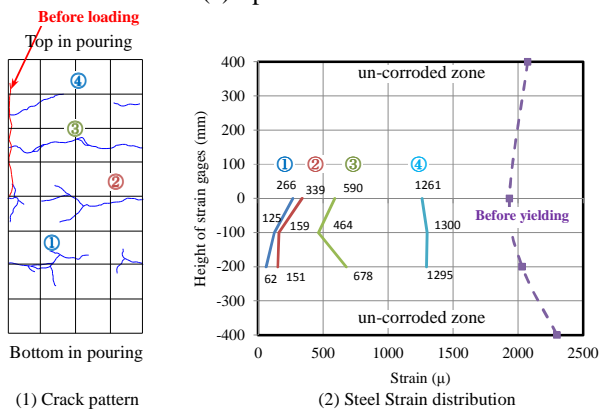 Before loading
Top in pouring
④
③
②
①
Bottom in pouring
(1) Crack pattern
Height of strain gages (mm)
400
300
200
100
0
-100
-200
-300
-400
un-corroded zone
① ② ③ ④
266 339 590 1261
125 159 464 1300
62 151 678 1295
Before yielding
un-corroded zone
0 500 1000 1500 2000 2500
Strain (μ)
(2) Steel Strain distribution